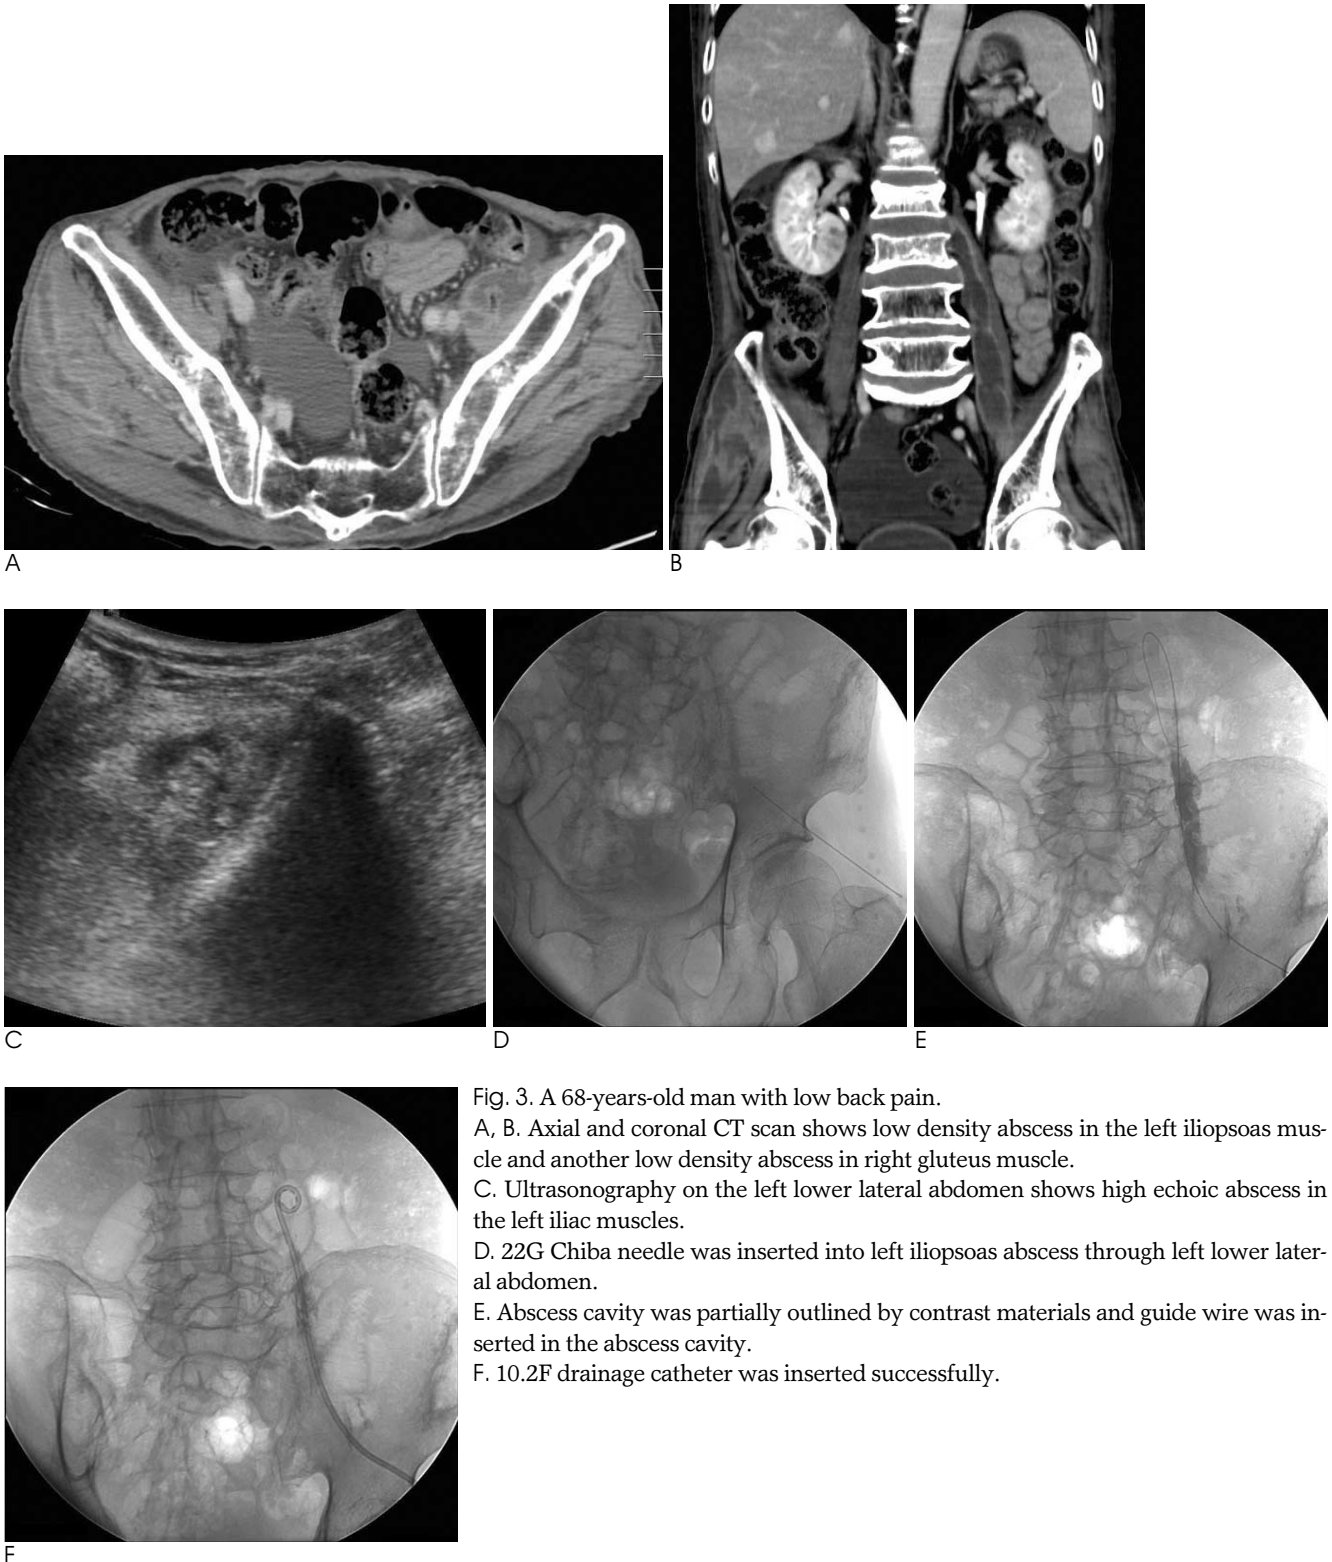 A
B
C
D
E
F
Fig. 3. A 68-years-old man with low back pain.
A, B. Axial and coronal CT scan shows low density abscess in the left iliopsoas mus-
cle and another low density abscess in right gluteus muscle.
C. Ultrasonography on the left lower lateral abdomen shows high echoic abscess in
the left iliac muscles.
D. 22G Chiba needle was inserted into left iliopsoas abscess through left lower later-
al abdomen.
E. Abscess cavity was partially outlined by contrast materials and guide wire was in-
serted in the abscess cavity.
F. 10.2F drainage catheter was inserted successfully.